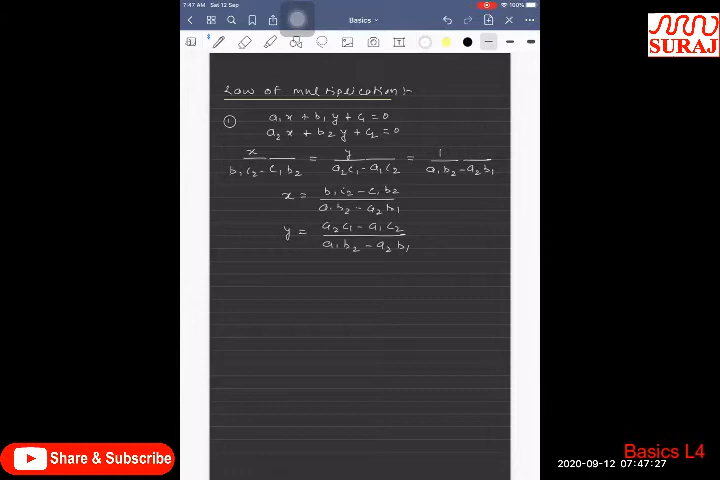 7:47 AM Sat 12 Sep
100%
Basics
SURAJ
Law of multiplication:-
① a₁x + b₁y + c₁ = 0
a₂x + b₂y + c₂ = 0
x/(b₁c₂ - c₁b₂) = y/(a₂c₁ - a₁c₂) = 1/(a₁b₂ - a₂b₁)
x = (b₁c₂ - c₁b₂)/(a₁b₂ - a₂b₁)
y = (a₂c₁ - a₁c₂)/(a₁b₂ - a₂b₁)
Share & Subscribe
Basics L4
2020-09-12 07:47:27